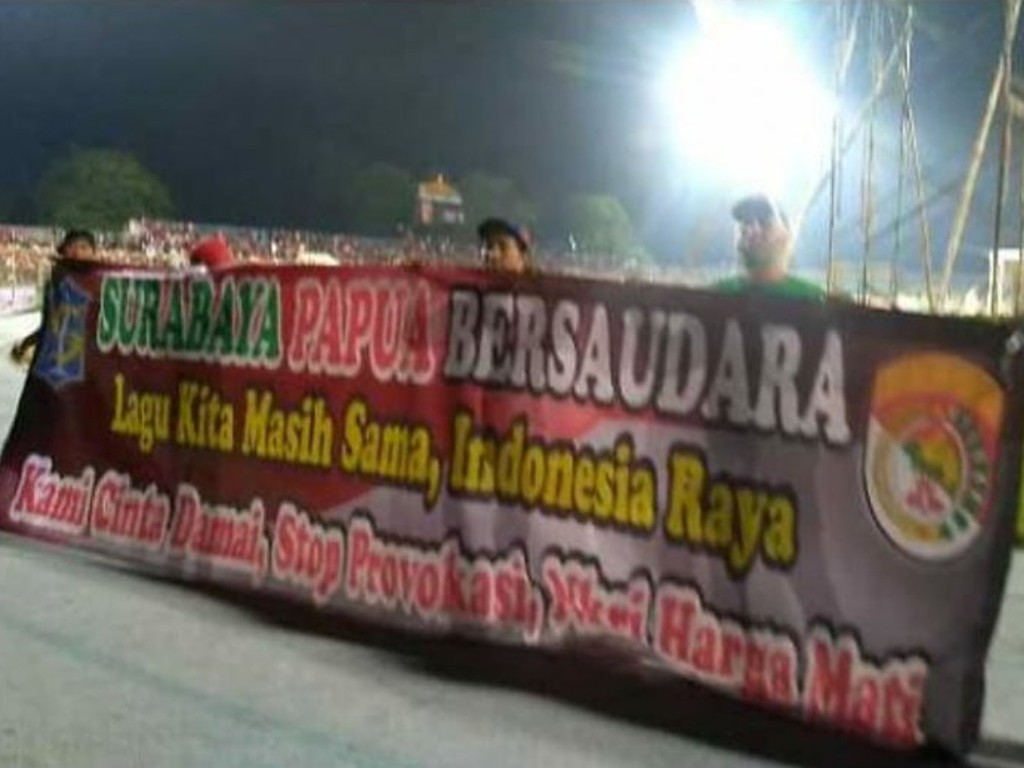 SURABAYA PAPUA BERSAUDARA
Lagu Kita Masih Sama, Indonesia Raya
Kami Cinta Damai, Stop Provokasi, Nkri Harga Mati